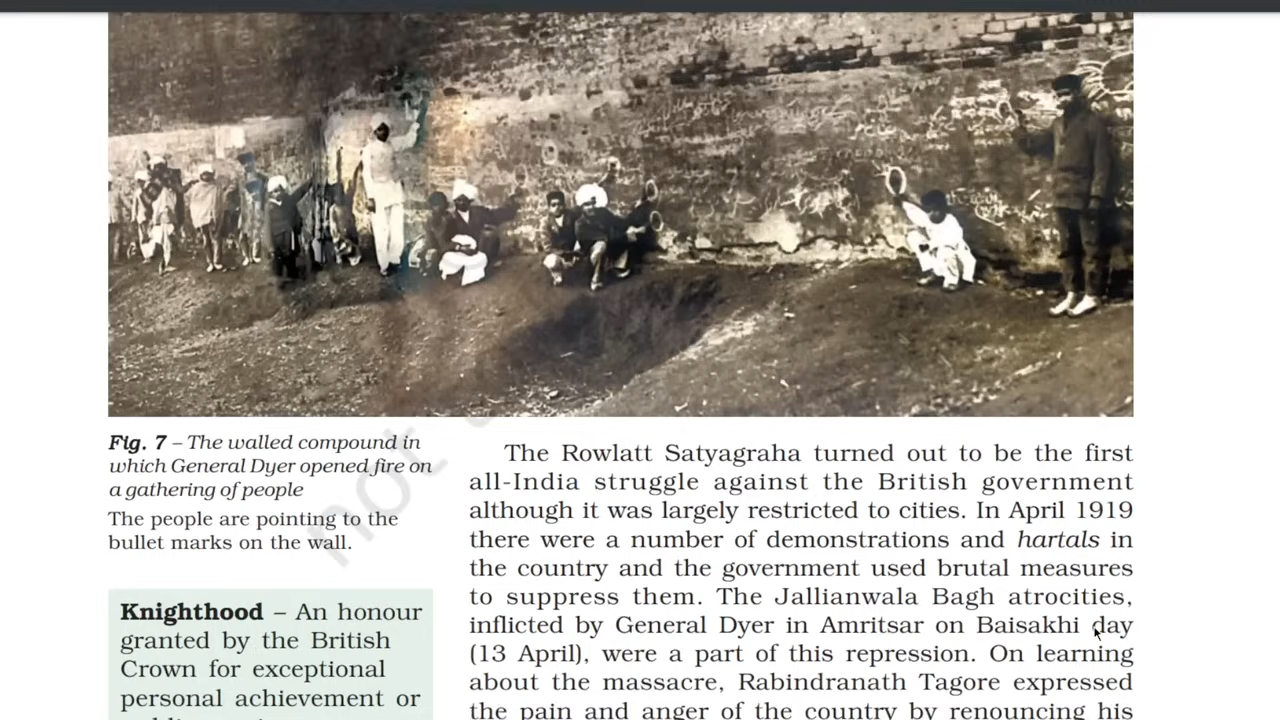 Fig. 7 – The walled compound in
which General Dyer opened fire on
a gathering of people
The people are pointing to the
bullet marks on the wall.
Knighthood – An honour
granted by the British
Crown for exceptional
personal achievement or
The Rowlatt Satyagraha turned out to be the first
all-India struggle against the British government
although it was largely restricted to cities. In April 1919
there were a number of demonstrations and hartals in
the country and the government used brutal measures
to suppress them. The Jallianwala Bagh atrocities,
inflicted by General Dyer in Amritsar on Baisakhi day
(13 April), were a part of this repression. On learning
about the massacre, Rabindranath Tagore expressed
the pain and anger of the country by renouncing his
not